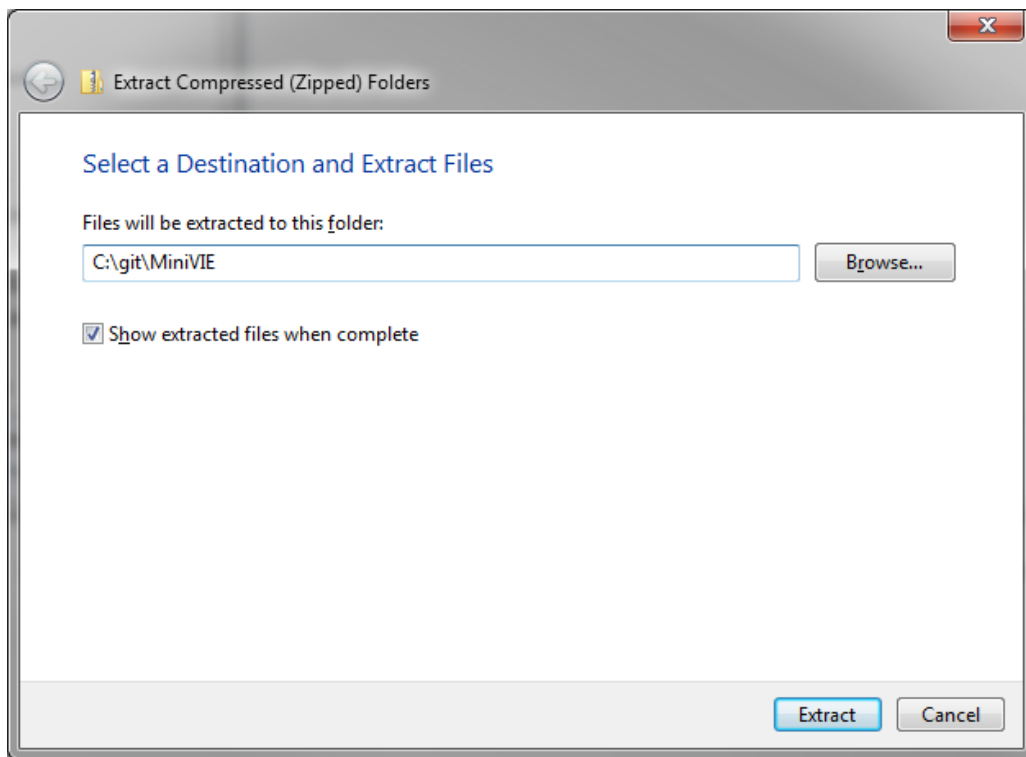 Extract Compressed (Zipped) Folders
Select a Destination and Extract Files
Files will be extracted to this folder:
C:\git\MiniVIE
Browse...
Show extracted files when complete
Extract
Cancel